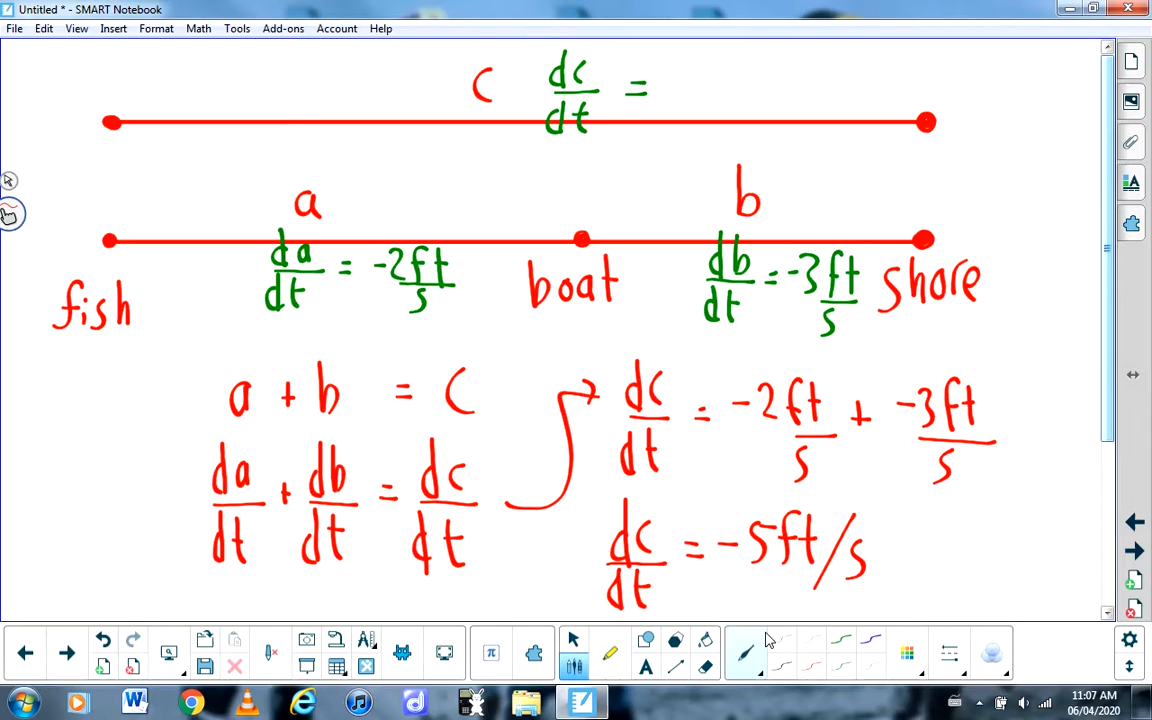 Untitled * - SMART Notebook
File Edit View Insert Format Math Tools Add-ons Account Help
c dc/dt =
a b
da/dt = -2ft/s db/dt = -3ft/s
fish boat shore
a + b = c
dc/dt = -2ft/s + -3ft/s
da/dt + db/dt = dc/dt
dc/dt = -5ft/s
11:07 AM
06/04/2020